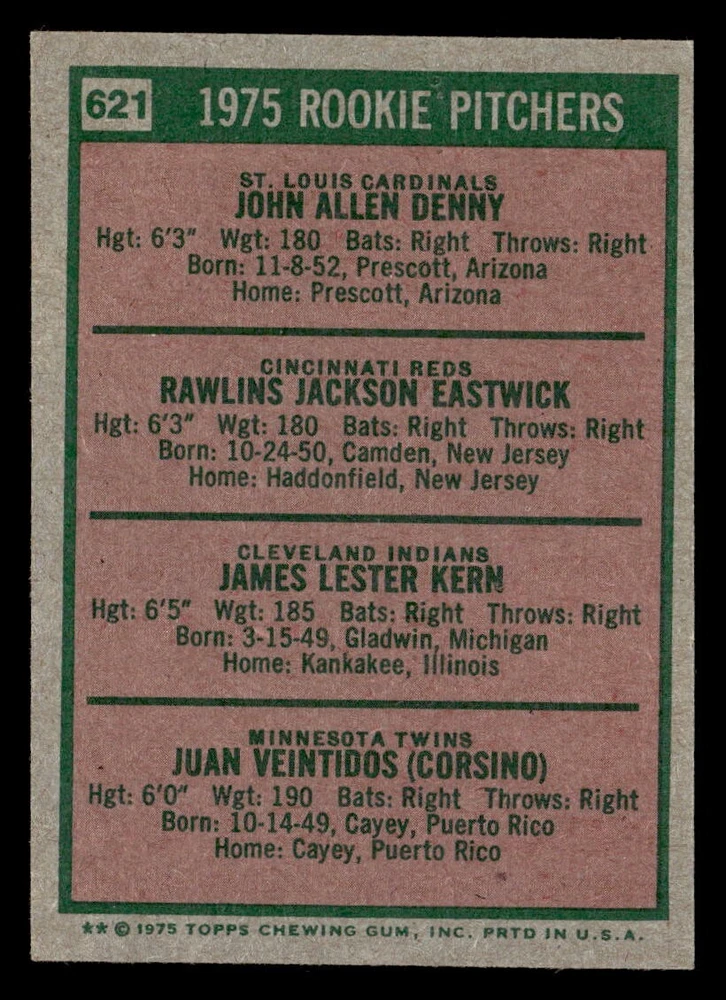 621
1975 ROOKIE PITCHERS
ST. LOUIS CARDINALS
JOHN ALLEN DENNY
Hgt: 6'3" Wgt: 180 Bats: Right Throws: Right
Born: 11-8-52, Prescott, Arizona
Home: Prescott, Arizona
CINCINNATI REDS
RAWLINS JACKSON EASTWICK
Hgt: 6'3" Wgt: 180 Bats: Right Throws: Right
Born: 10-24-50, Camden, New Jersey
Home: Haddonfield, New Jersey
CLEVELAND INDIANS
JAMES LESTER KERN
Hgt: 6'5" Wgt: 185 Bats: Right Throws: Right
Born: 3-15-49, Gladwin, Michigan
Home: Kankakee, Illinois
MINNESOTA TWINS
JUAN VEINTIDOS (CORSINO)
Hgt: 6'0" Wgt: 190 Bats: Right Throws: Right
Born: 10-14-49, Cayey, Puerto Rico
Home: Cayey, Puerto Rico
** © 1975 TOPPS CHEWING GUM, INC. PRTD IN U.S.A.